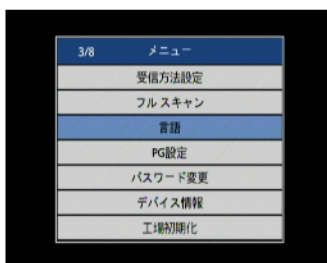 3/8 メニュー
受信方法設定
フル スキャン
言語
PG設定
パスワード変更
デバイス情報
工場初期化